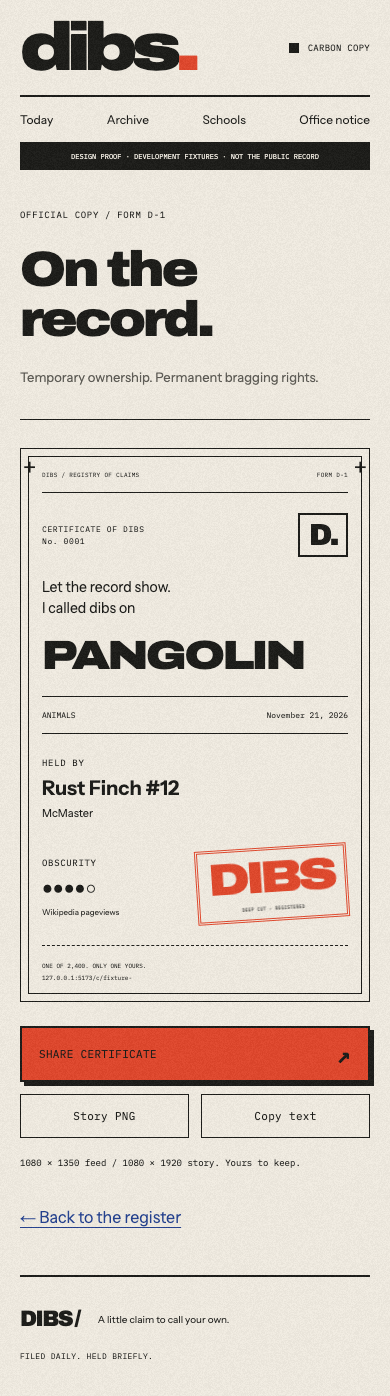 dibs.
CARBON COPY
Today Archive Schools Office notice
DESIGN PROOF · DEVELOPMENT FIXTURES · NOT THE PUBLIC RECORD
OFFICIAL COPY / FORM D-1
On the
record.
Temporary ownership. Permanent bragging rights.
DIBS / REGISTRY OF CLAIMS FORM D-1
CERTIFICATE OF DIBS
No. 0001
D.
Let the record show.
I called dibs on
PANGOLIN
ANIMALS November 21, 2026
HELD BY
Rust Finch #12
McMaster
OBSCURITY
Wikipedia pageviews
DIBS
DEEP CUT · REGISTERED
ONE OF 2,400. ONLY ONE YOURS.
127.0.0.1:5173/c/fixture-
SHARE CERTIFICATE ↗
Story PNG Copy text
1080 × 1350 feed / 1080 × 1920 story. Yours to keep.
← Back to the register
DIBS/ A little claim to call your own.
FILED DAILY. HELD BRIEFLY.